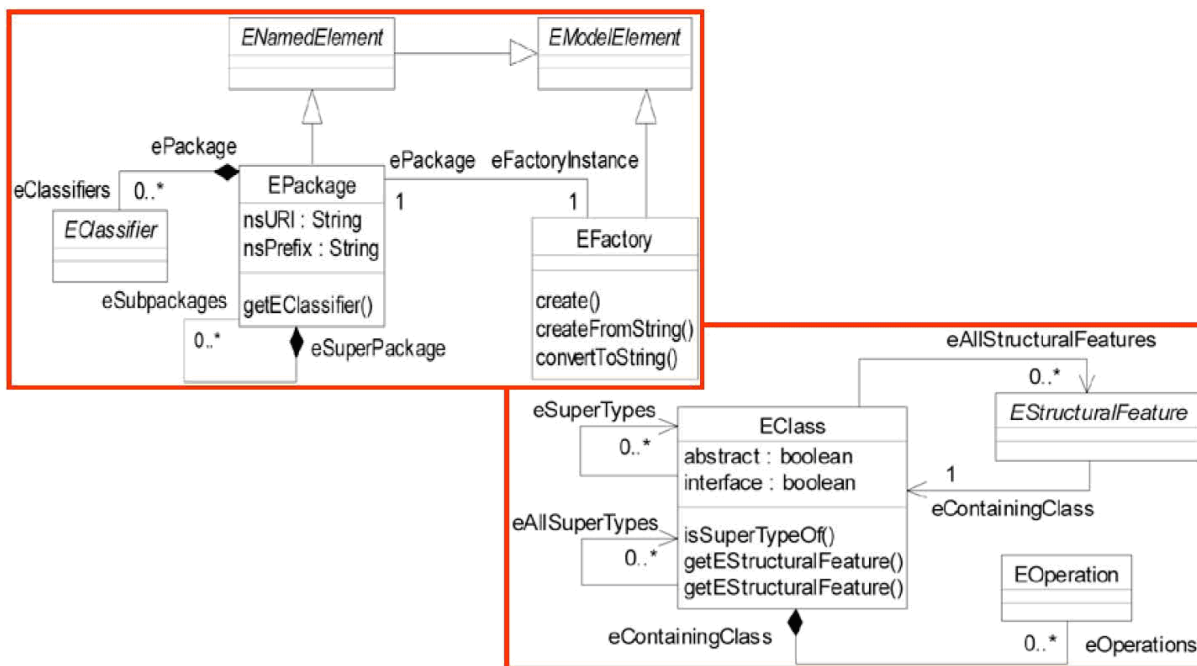 ENamedElement
EModelElement
ePackage
ePackage
eFactoryInstance
eClassifiers
0..*
EPackage
1
1
EClassifier
nsURI : String
nsPrefix : String
EFactory
eSubpackages
getEClassifier()
create()
createFromString()
convertToString()
0..*
eSuperPackage
eAllStructuralFeatures
0..*
eSuperTypes
EClass
EStructuralFeature
0..*
abstract : boolean
interface : boolean
1
eContainingClass
eAllSuperTypes
isSuperTypeOf()
0..*
getEStructuralFeature()
getEStructuralFeature()
EOperation
eContainingClass
0..*
eOperations